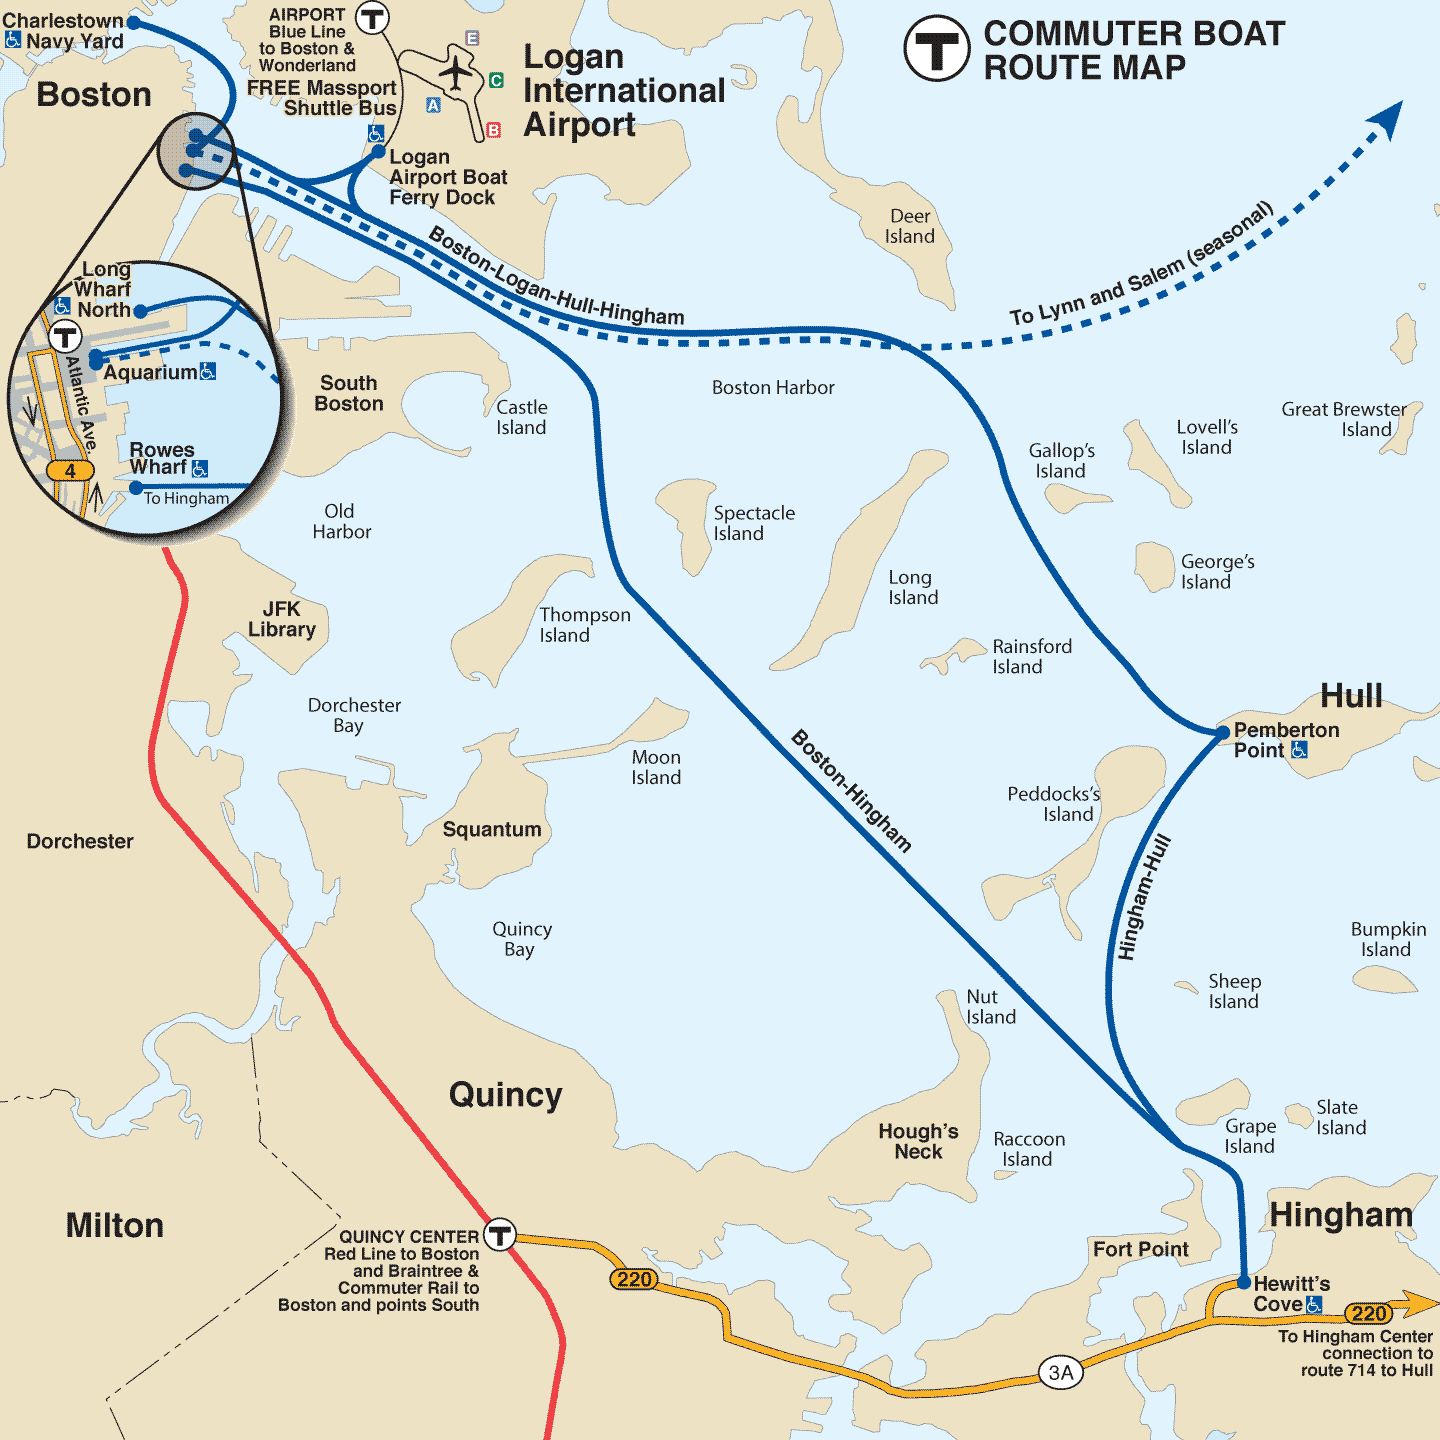 T COMMUTER BOAT
ROUTE MAP
Charlestown
Navy Yard
Boston
AIRPORT
Blue Line
to Boston &
Wonderland
T
FREE Massport
Shuttle Bus
E
C
A
B
Logan
International
Airport
Logan
Airport Boat
Ferry Dock
Deer
Island
Boston-Logan-Hull-Hingham
To Lynn and Salem (seasonal)
Long
Wharf
North
T
Aquarium
Atlantic Ave.
Rowes
Wharf
4
To Hingham
South
Boston
Castle
Island
Boston Harbor
Great Brewster
Island
Lovell's
Island
Gallop's
Island
Old
Harbor
Spectacle
Island
Long
Island
George's
Island
JFK
Library
Thompson
Island
Rainsford
Island
Dorchester
Bay
Moon
Island
Hull
Pemberton
Point
Boston-Hingham
Peddocks's
Island
Dorchester
Squantum
Hingham-Hull
Quincy
Bay
Bumpkin
Island
Sheep
Island
Nut
Island
Quincy
Hough's
Neck
Raccoon
Island
Grape
Island
Slate
Island
Milton
Hingham
QUINCY CENTER
Red Line to Boston
and Braintree &
Commuter Rail to
Boston and points South
T
220
Fort Point
Hewitt's
Cove
220
To Hingham Center
connection to
route 714 to Hull
3A